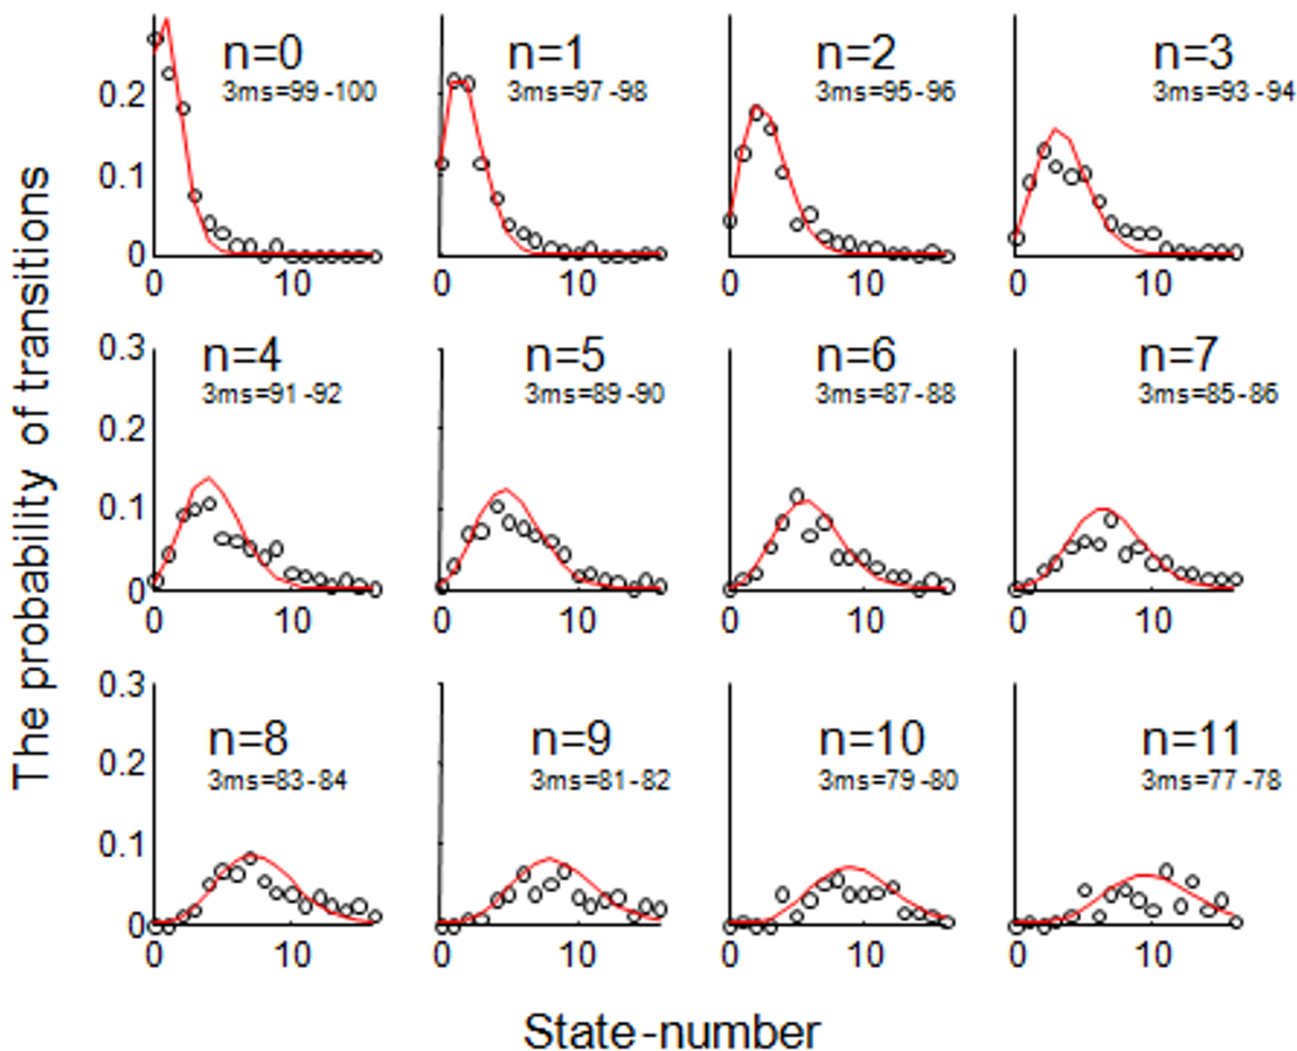 The probability of transitions
n=0
3ms=99-100
n=1
3ms=97-98
n=2
3ms=95-96
n=3
3ms=93-94
0.2
0.1
0
0 10
0 10
0 10
0 10
n=4
3ms=91-92
n=5
3ms=89-90
n=6
3ms=87-88
n=7
3ms=85-86
0.3
0.2
0.1
0
0 10
0 10
0 10
0 10
n=8
3ms=83-84
n=9
3ms=81-82
n=10
3ms=79-80
n=11
3ms=77-78
0.3
0.2
0.1
0
0 10
0 10
0 10
0 10
State-number